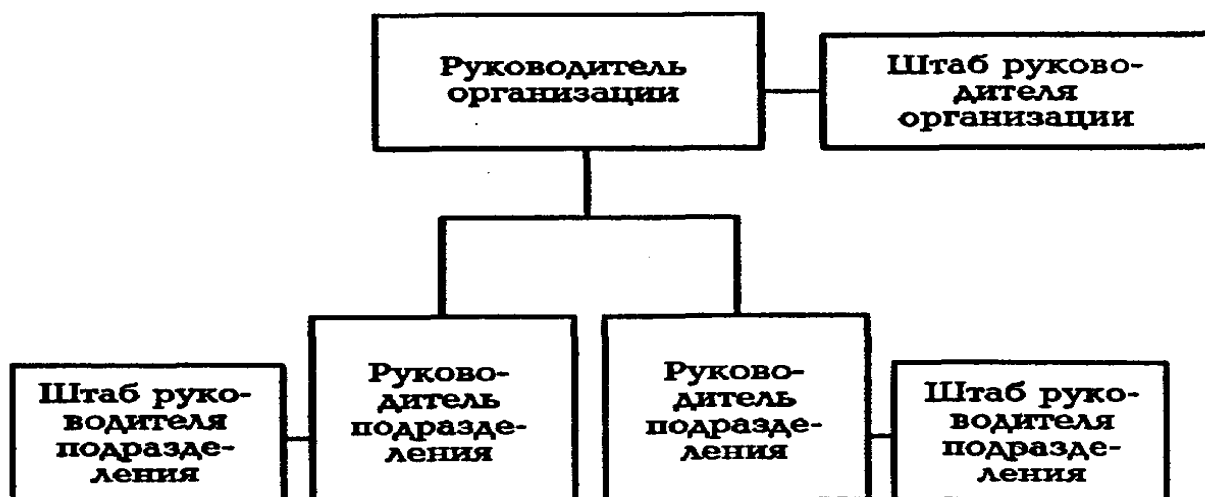 Руководитель
организации
Штаб руково-
дителя
организации
Штаб руко-
водителя
подразде-
ления
Руково-
дитель
подразде-
ления
Руково-
дитель
подразде-
ления
Штаб руко-
водителя
подразде-
ления